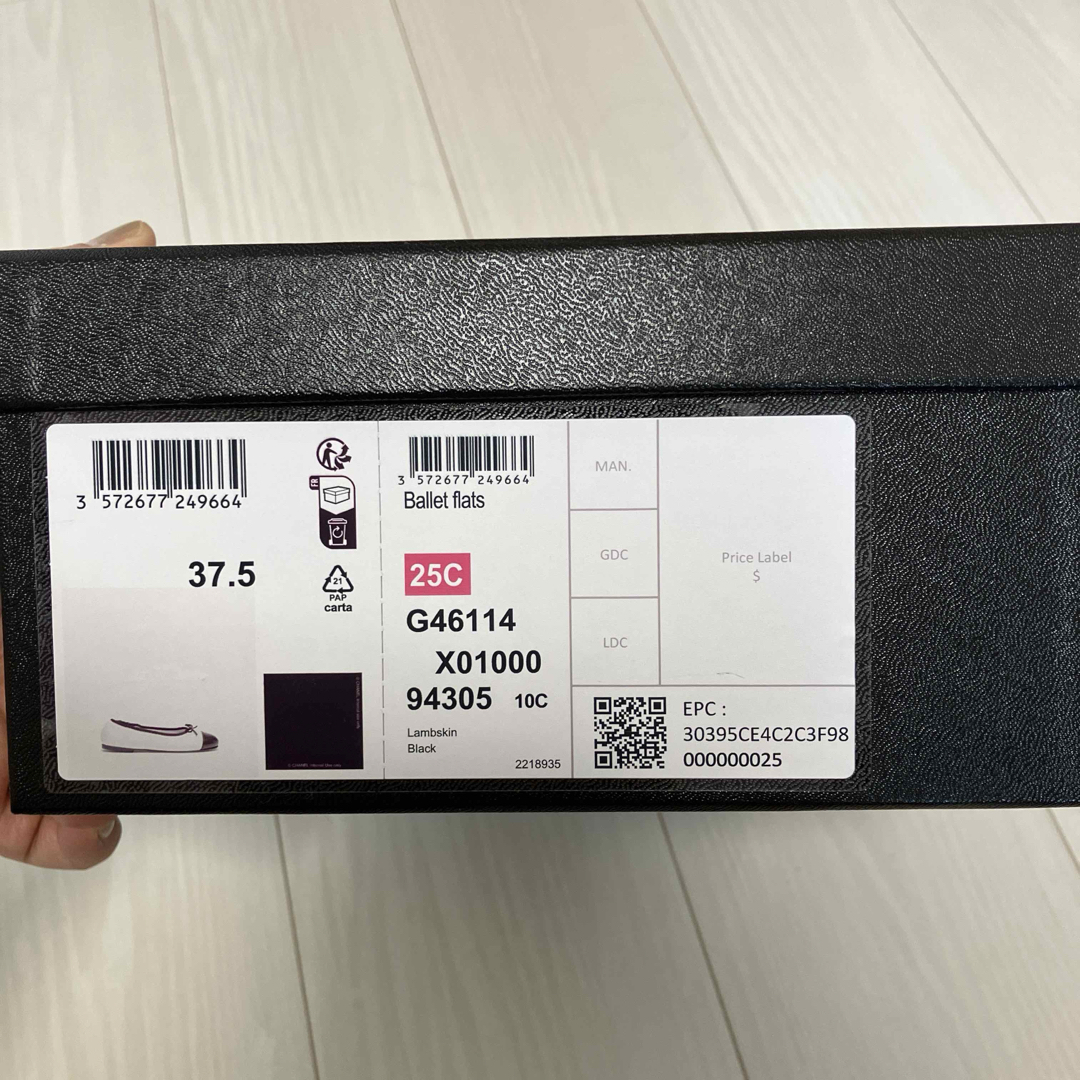 3 572677 249664
FR
37.5
21
PAP
carta
3 572677 249664
Ballet flats
25C
G46114
X01000
94305 10C
Lambskin
Black
2218935
MAN.
GDC
LDC
Price Label
$
EPC :
30395CE4C2C3F98
000000025